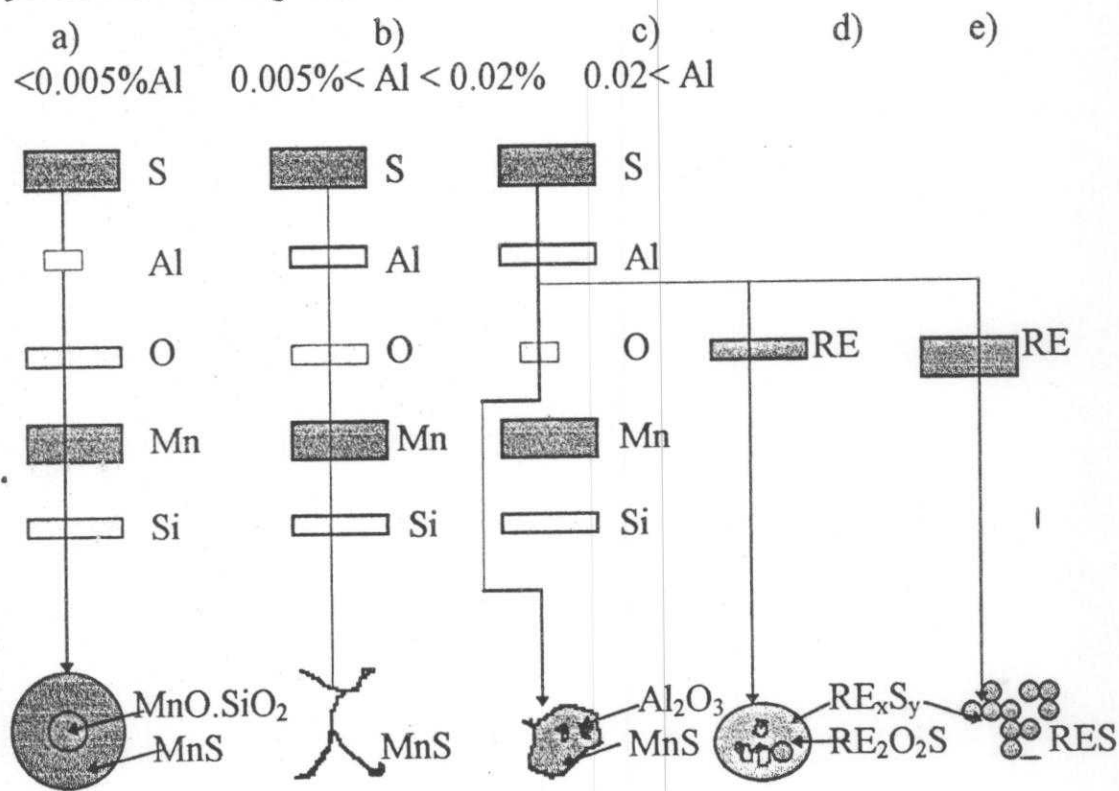 a) b) c) d) e)
<0.005%Al 0.005%< Al < 0.02% 0.02< Al
S S S
Al Al Al
O O O RE RE
Mn Mn Mn
Si Si Si
MnO.SiO₂ Al₂O₃ RExSy
MnS MnS MnS RE₂O₂S RES